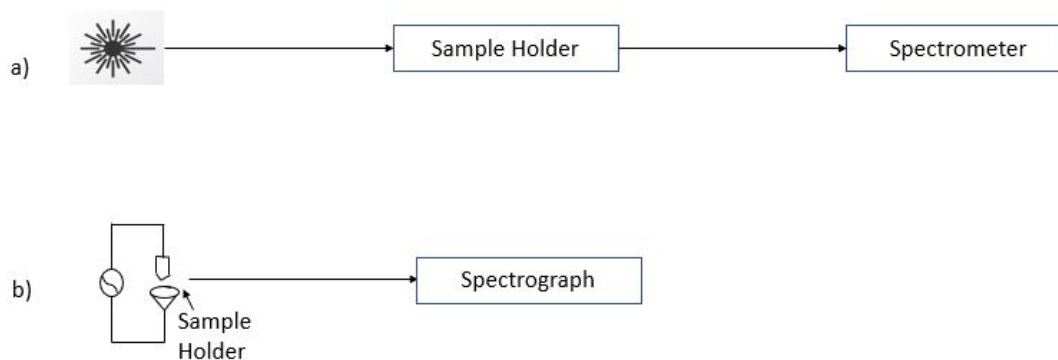 a)
Sample Holder
Spectrometer
b)
Spectrograph
Sample
Holder